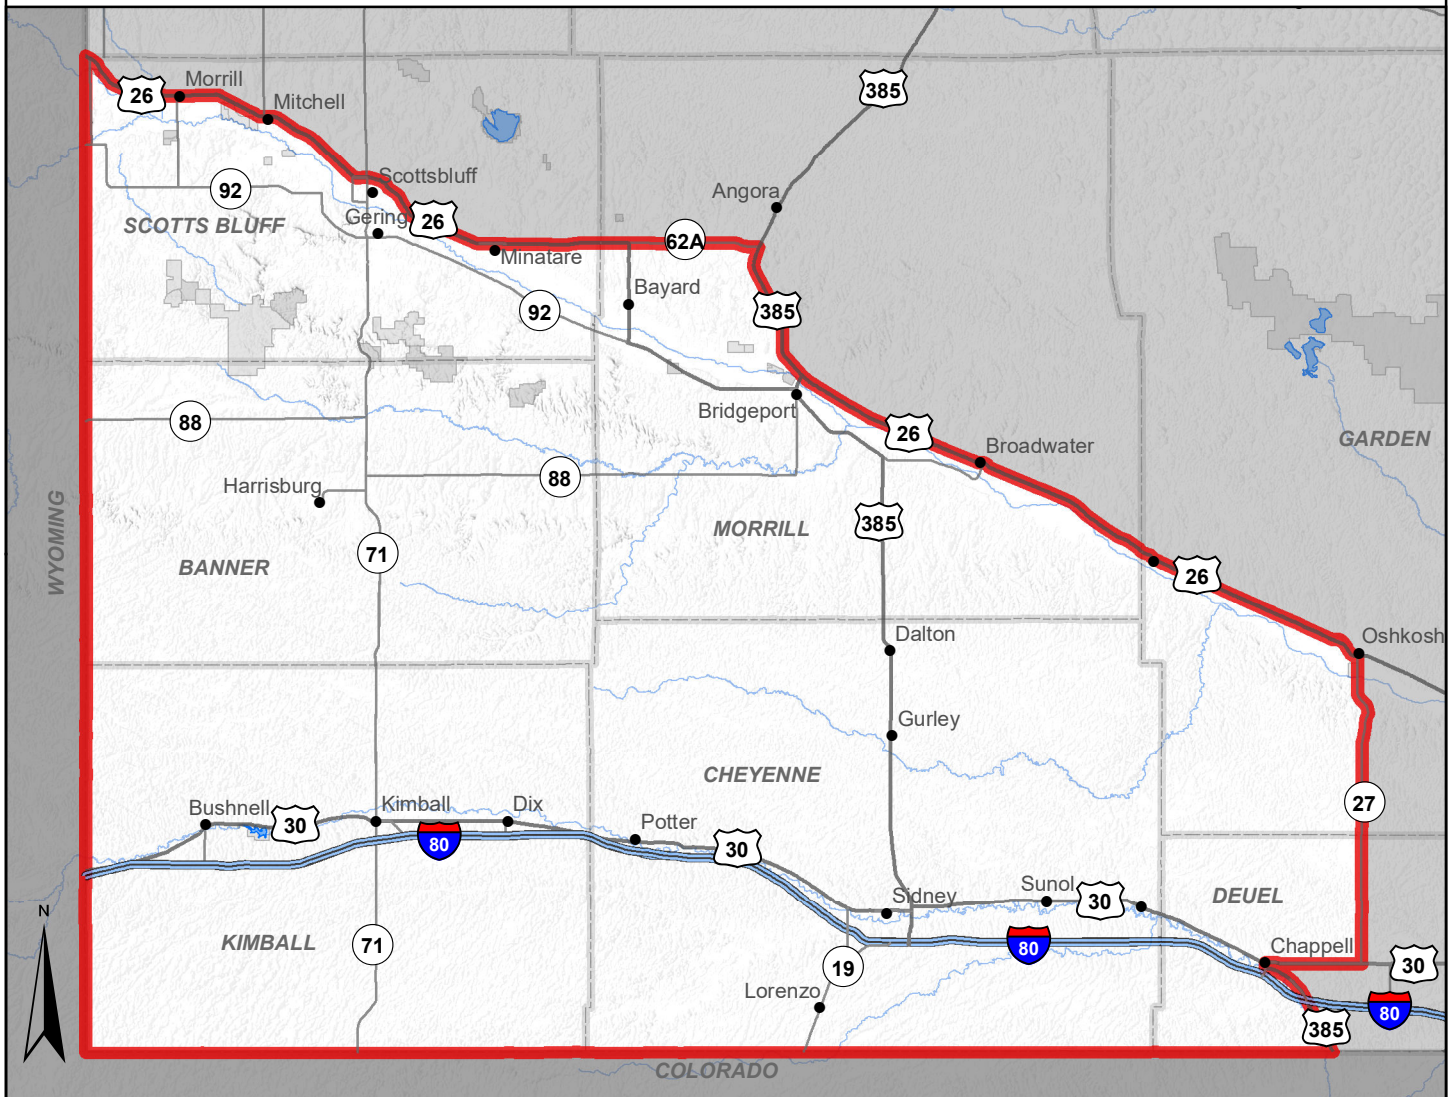 385
26
Morrill
Mitchell
Scottsbluff
Angora
92
SCOTTS BLUFF
Gering
26
62A
Minatare
Bayard
92
385
88
Bridgeport
26
Broadwater
GARDEN
Harrisburg
88
385
MORRILL
WYOMING
71
BANNER
26
Dalton
Oshkosh
Gurley
CHEYENNE
27
Bushnell
30
Kimball
Dix
80
Potter
30
Sidney
Sunol
30
DEUEL
N
KIMBALL
71
80
19
Chappell
30
Lorenzo
80
385
COLORADO